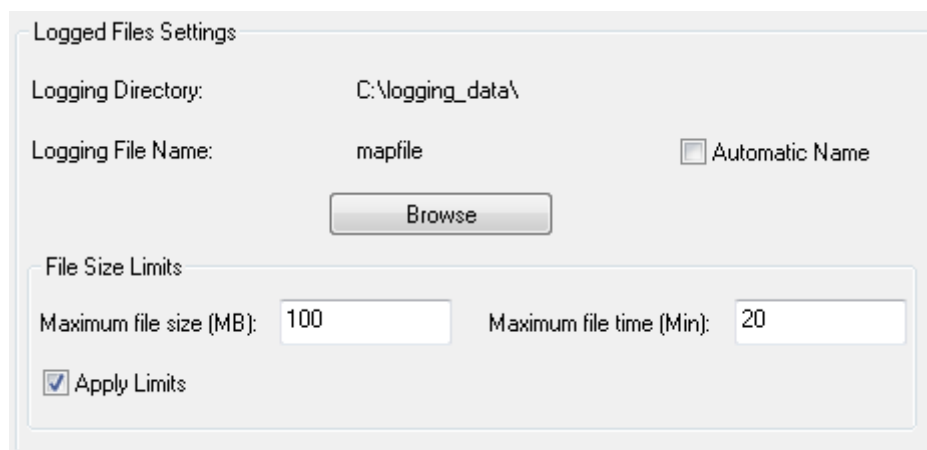 Logged Files Settings
Logging Directory: C:\logging_data\
Logging File Name: mapfile Automatic Name
Browse
File Size Limits
Maximum file size (MB): 100 Maximum file time (Min): 20
Apply Limits